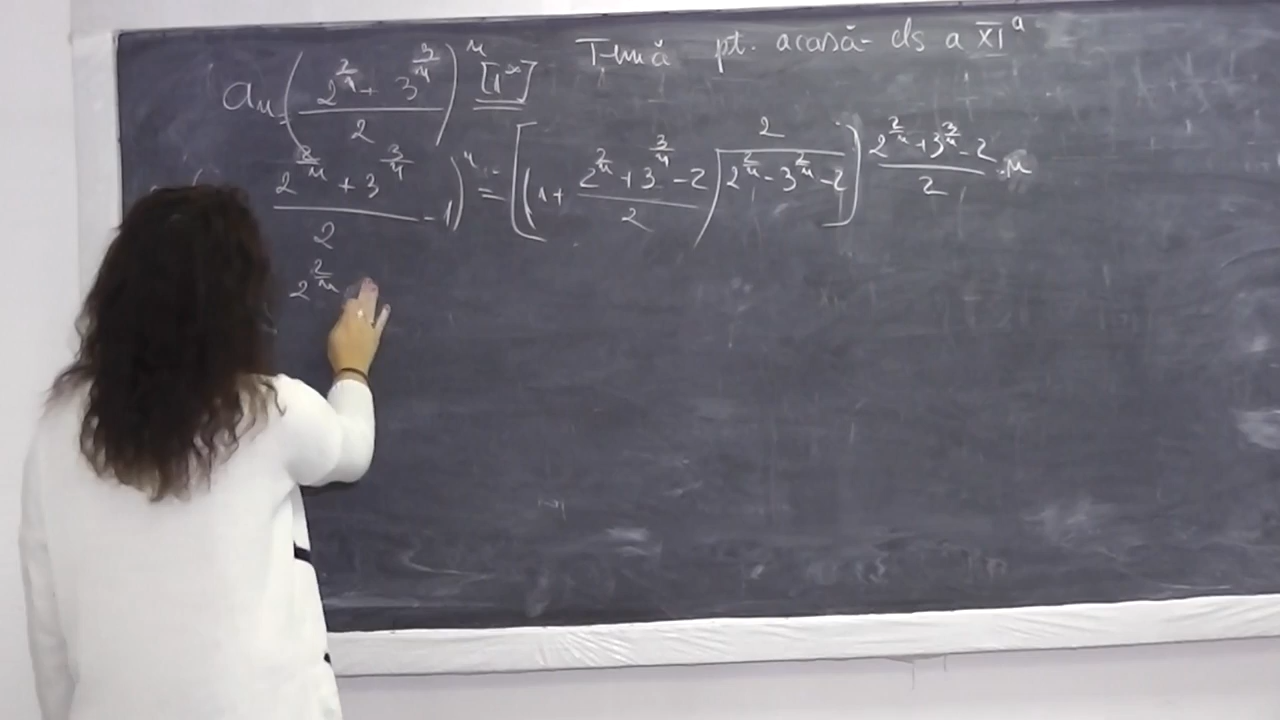 Temă pt. acasă - cls a XI a
a_n = ( (2^{2/n} + 3^{3/n}) / 2 )^n [1^∞]
( (2^{2/n} + 3^{3/n}) / 2 - 1 )^n = [ ( 1 + (2^{2/n} + 3^{3/n} - 2) / 2 )^{2 / (2^{2/n} - 3^{2/n} - 2)} ]^{(2^{2/n} + 3^{3/n} - 2) / 2 · n}
2^{2/n}